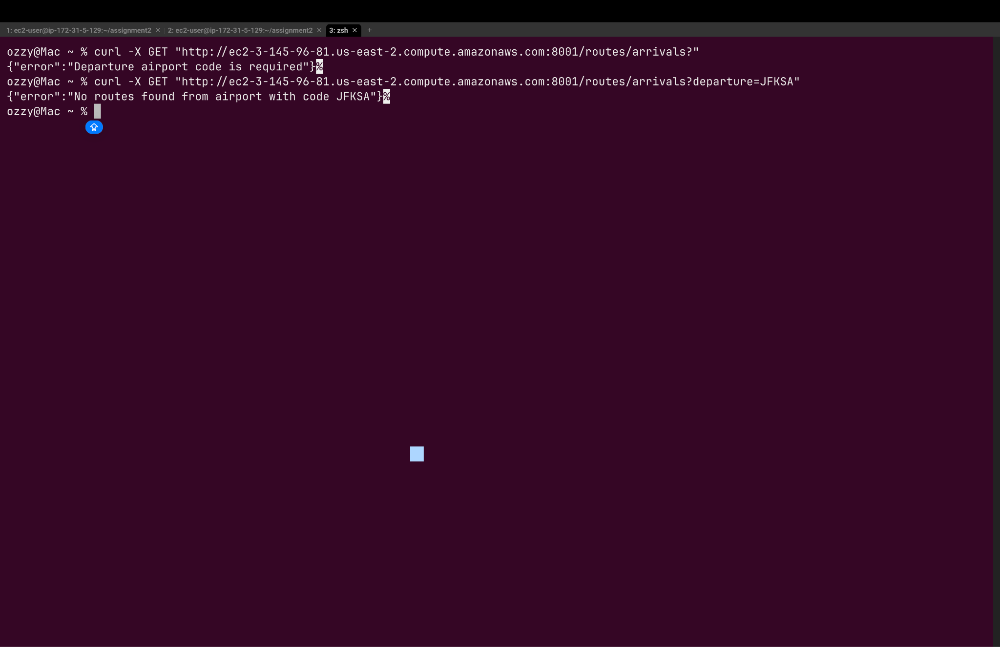 1: ec2-user@ip-172-31-5-129:~/assignment2 × 2: ec2-user@ip-172-31-5-129:~/assignment2 × 3: zsh × +
ozzy@Mac ~ % curl -X GET "http://ec2-3-145-96-81.us-east-2.compute.amazonaws.com:8001/routes/arrivals?"
{"error":"Departure airport code is required"}%
ozzy@Mac ~ % curl -X GET "http://ec2-3-145-96-81.us-east-2.compute.amazonaws.com:8001/routes/arrivals?departure=JFKSA"
{"error":"No routes found from airport with code JFKSA"}%
ozzy@Mac ~ %